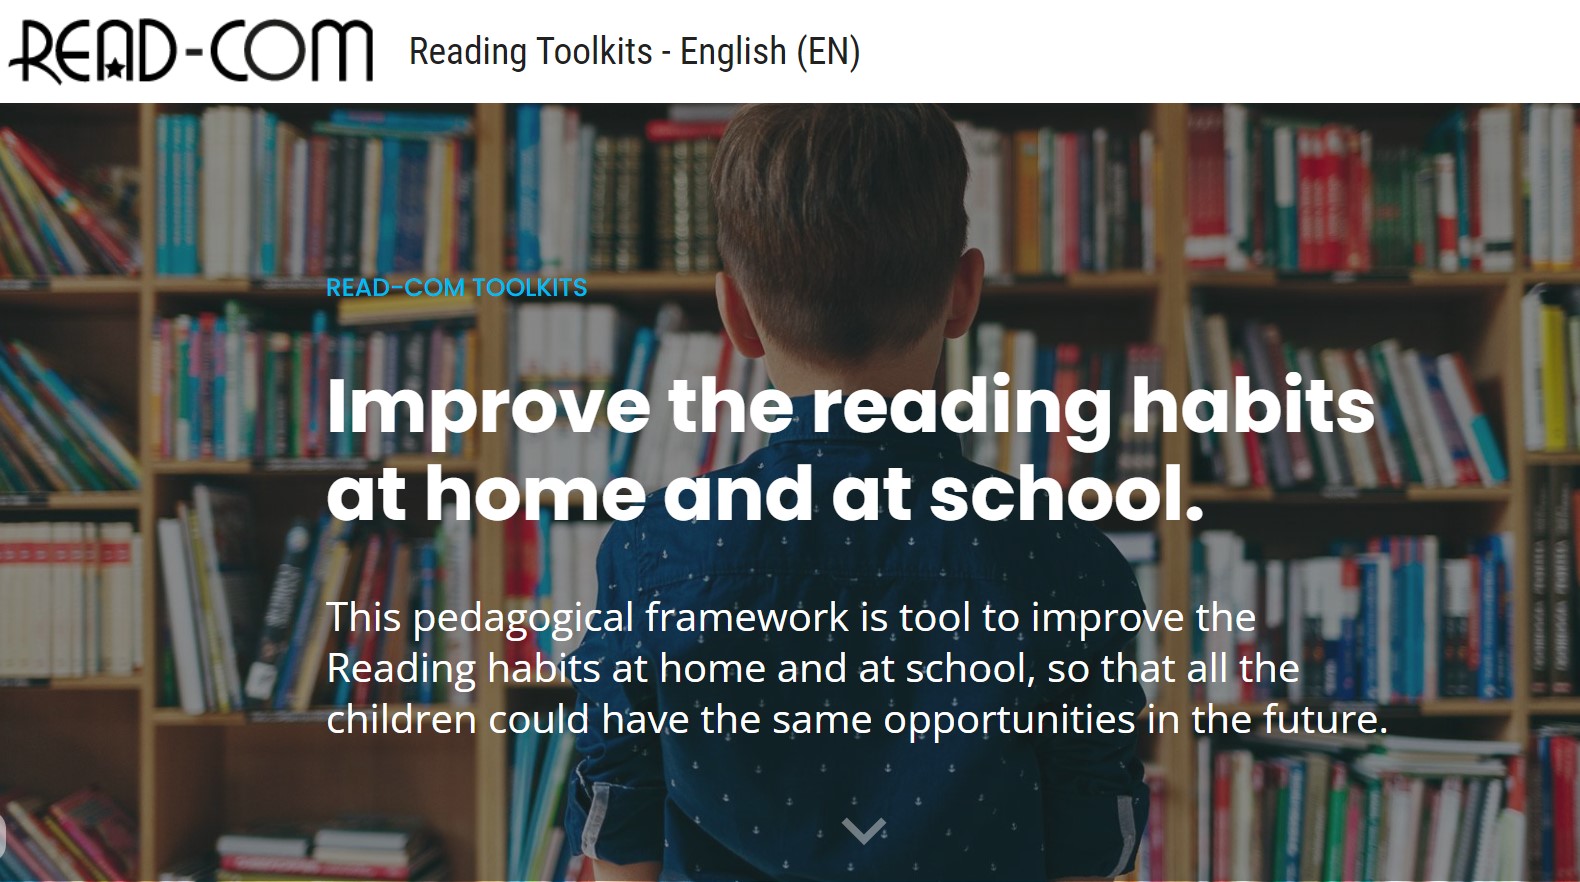 READ-COM
Reading Toolkits - English (EN)
READ-COM TOOLKITS
Improve the reading habits
at home and at school.
This pedagogical framework is tool to improve the
Reading habits at home and at school, so that all the
children could have the same opportunities in the future.